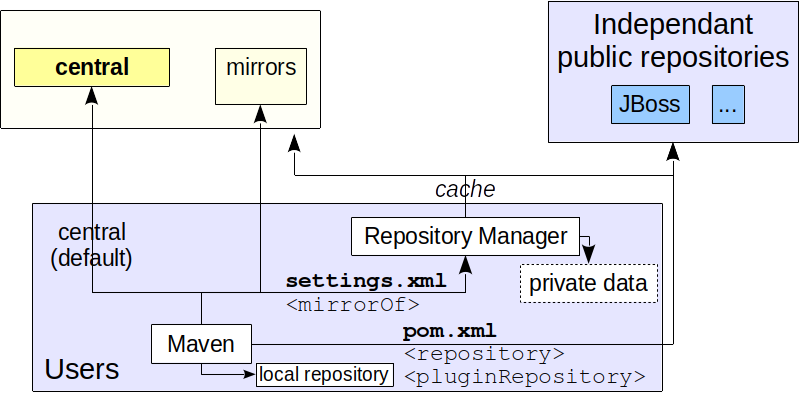 central
mirrors
Independant
public repositories
JBoss
...
cache
central
(default)
Repository Manager
private data
settings.xml
<mirrorOf>
Maven
pom.xml
<repository>
<pluginRepository>
local repository
Users